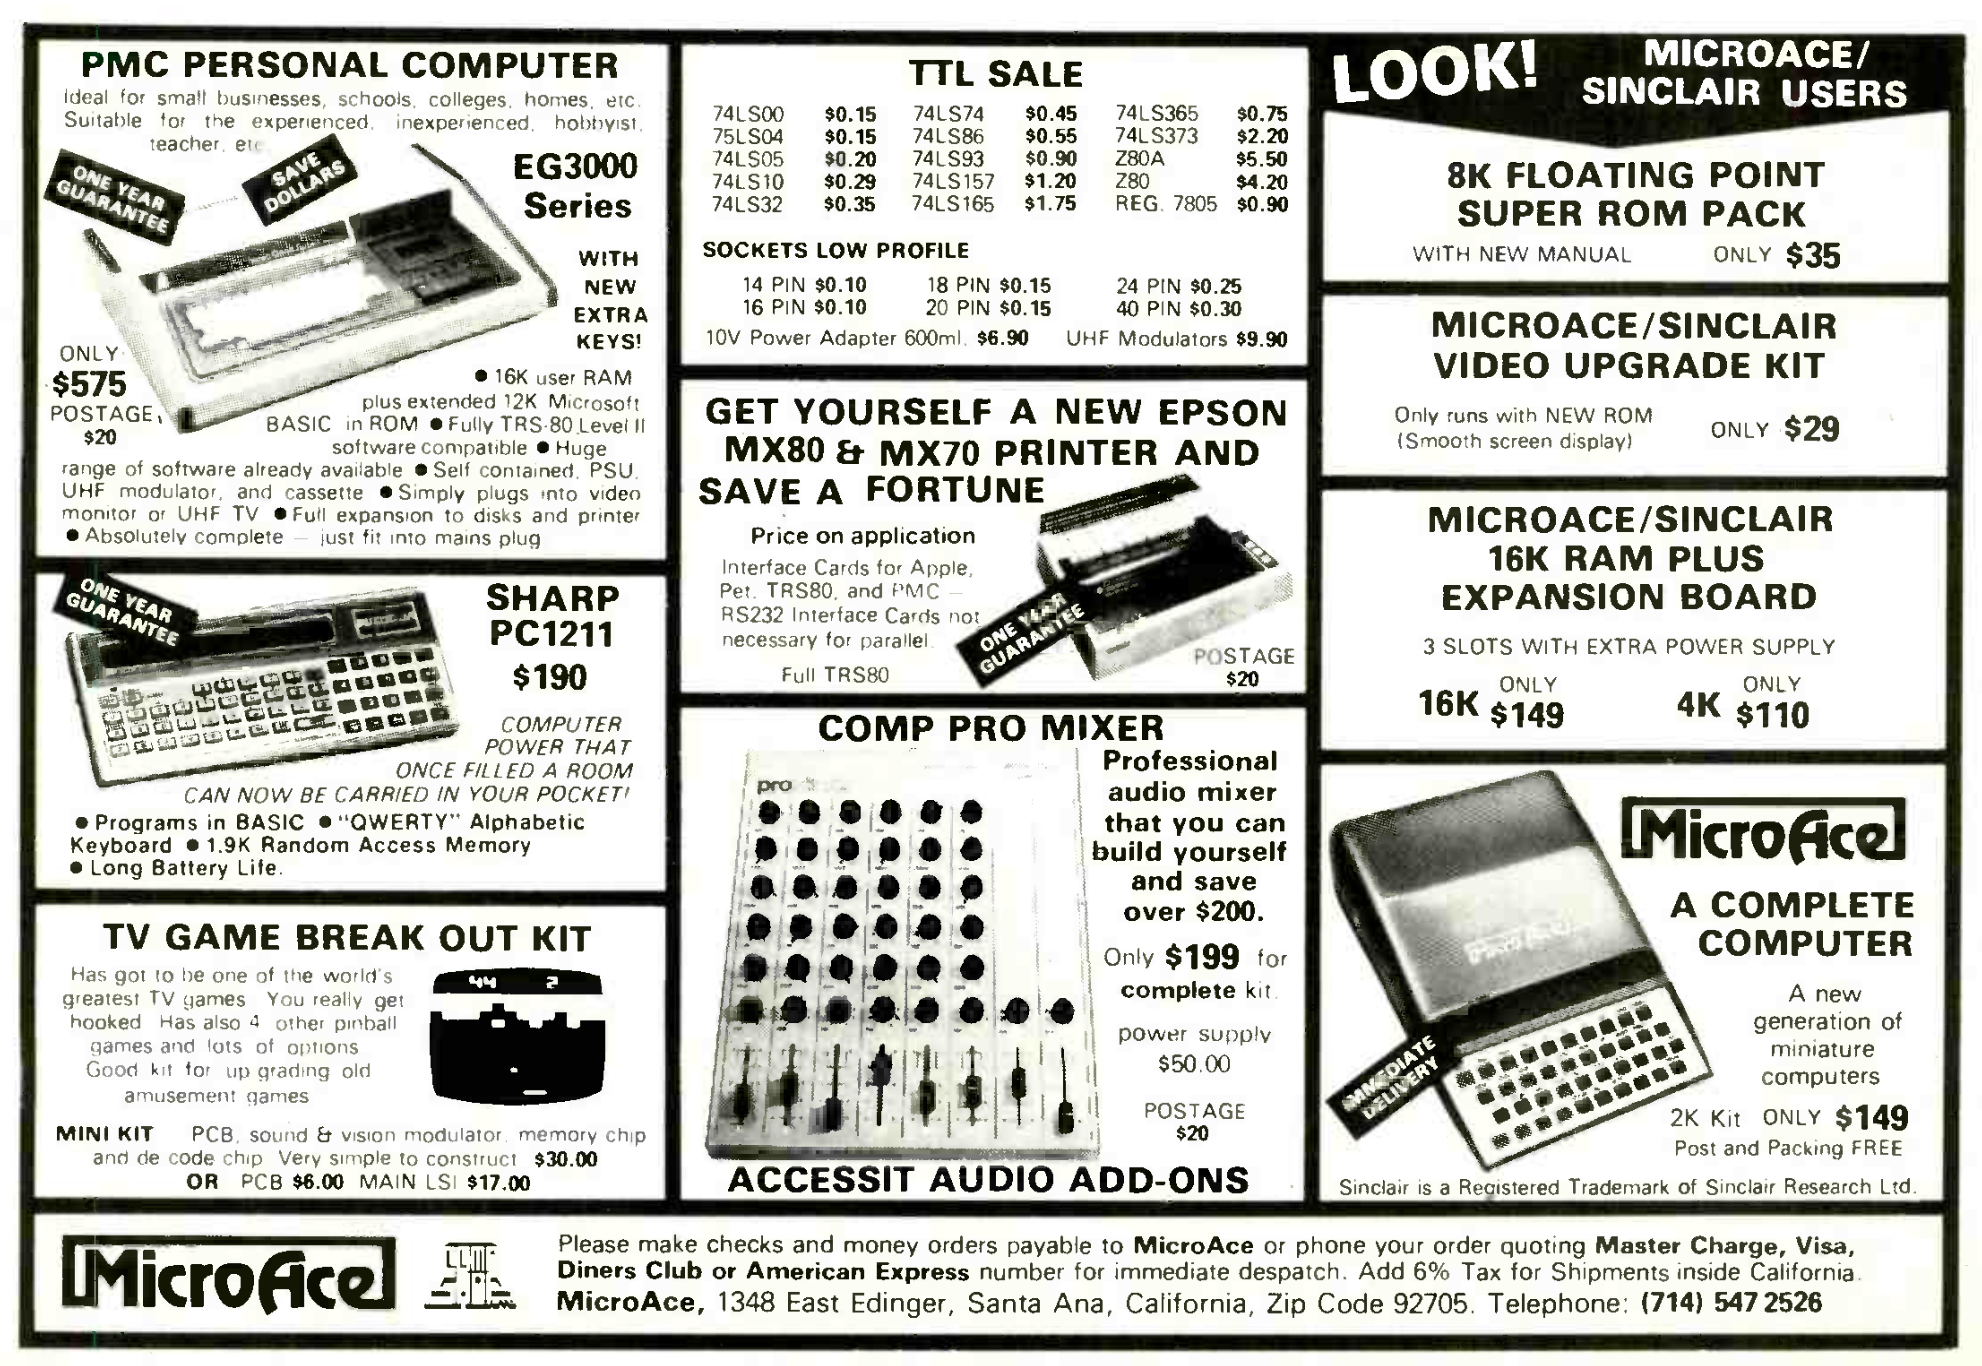 PMC PERSONAL COMPUTER
Ideal for small businesses, schools, colleges, homes, etc.
Suitable for the experienced, inexperienced, hobbyist,
teacher, etc
ONE YEAR
GUARANTEE
SAVE
DOLLARS
EG3000
Series
WITH
NEW
EXTRA
KEYS!
ONLY
$575
POSTAGE,
$20
● 16K user RAM
plus extended 12K Microsoft
BASIC in ROM ● Fully TRS-80 Level II
software compatible ● Huge
range of software already available ● Self contained, PSU,
UHF modulator, and cassette ● Simply plugs into video
monitor or UHF TV ● Full expansion to disks and printer
● Absolutely complete – just fit into mains plug
ONE YEAR
GUARANTEE
SHARP
PC1211
$190
COMPUTER
POWER THAT
ONCE FILLED A ROOM
CAN NOW BE CARRIED IN YOUR POCKET!
● Programs in BASIC ● "QWERTY" Alphabetic
Keyboard ● 1.9K Random Access Memory
● Long Battery Life.
TV GAME BREAK OUT KIT
Has got to be one of the world's
greatest TV games You really get
hooked Has also 4 other pinball
games and lots of options
Good kit for up grading old
amusement games
44 2
MINI KIT PCB, sound & vision modulator, memory chip
and de code chip Very simple to construct $30.00
OR PCB $6.00 MAIN LSI $17.00
TTL SALE
74LS00 $0.15 74LS74 $0.45 74LS365 $0.75
75LS04 $0.15 74LS86 $0.55 74LS373 $2.20
74LS05 $0.20 74LS93 $0.90 Z80A $5.50
74LS10 $0.29 74LS157 $1.20 Z80 $4.20
74LS32 $0.35 74LS165 $1.75 REG. 7805 $0.90
SOCKETS LOW PROFILE
14 PIN $0.10 18 PIN $0.15 24 PIN $0.25
16 PIN $0.10 20 PIN $0.15 40 PIN $0.30
10V Power Adapter 600ml. $6.90 UHF Modulators $9.90
GET YOURSELF A NEW EPSON
MX80 & MX70 PRINTER AND
SAVE A FORTUNE
Price on application
Interface Cards for Apple,
Pet, TRS80, and PMC –
RS232 Interface Cards not
necessary for parallel.
Full TRS80
ONE YEAR
GUARANTEE
POSTAGE
$20
COMP PRO MIXER
pro
Professional
audio mixer
that you can
build yourself
and save
over $200.
Only $199 for
complete kit.
power supply
$50.00
POSTAGE
$20
ACCESSIT AUDIO ADD-ONS
LOOK! MICROACE/
SINCLAIR USERS
8K FLOATING POINT
SUPER ROM PACK
WITH NEW MANUAL ONLY $35
MICROACE/SINCLAIR
VIDEO UPGRADE KIT
Only runs with NEW ROM
(Smooth screen display)
ONLY $29
MICROACE/SINCLAIR
16K RAM PLUS
EXPANSION BOARD
3 SLOTS WITH EXTRA POWER SUPPLY
16K ONLY $149 4K ONLY $110
MicroAce
A COMPLETE
COMPUTER
MicroAce
IMMEDIATE
DELIVERY
A new
generation of
miniature
computers
2K Kit ONLY $149
Post and Packing FREE
Sinclair is a Registered Trademark of Sinclair Research Ltd.
MicroAce
Please make checks and money orders payable to MicroAce or phone your order quoting Master Charge, Visa,
Diners Club or American Express number for immediate despatch. Add 6% Tax for Shipments inside California.
MicroAce, 1348 East Edinger, Santa Ana, California, Zip Code 92705. Telephone: (714) 547 2526